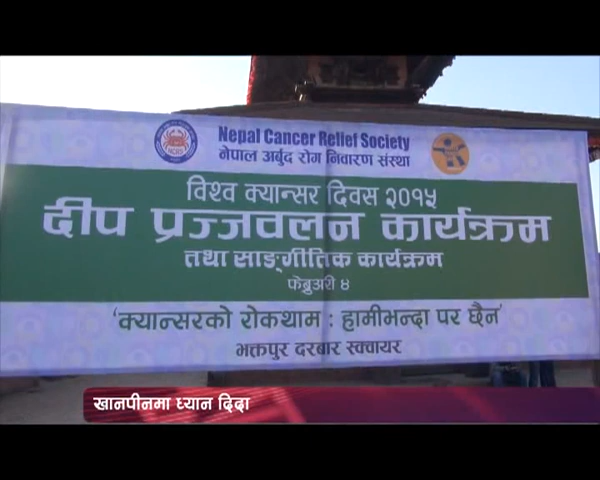 Nepal Cancer Relief Society
नेपाल अर्बुद रोग निवारण संस्था
विश्व क्यान्सर दिवस २०१५
दीप प्रज्जवलन कार्यक्रम
तथा साङ्गीतिक कार्यक्रम
फेब्रुअरी ४
'क्यान्सरको रोकथाम : हामीभन्दा पर छैन'
भक्तपुर दरबार स्क्वायर
खानपीनमा ध्यान दिदा